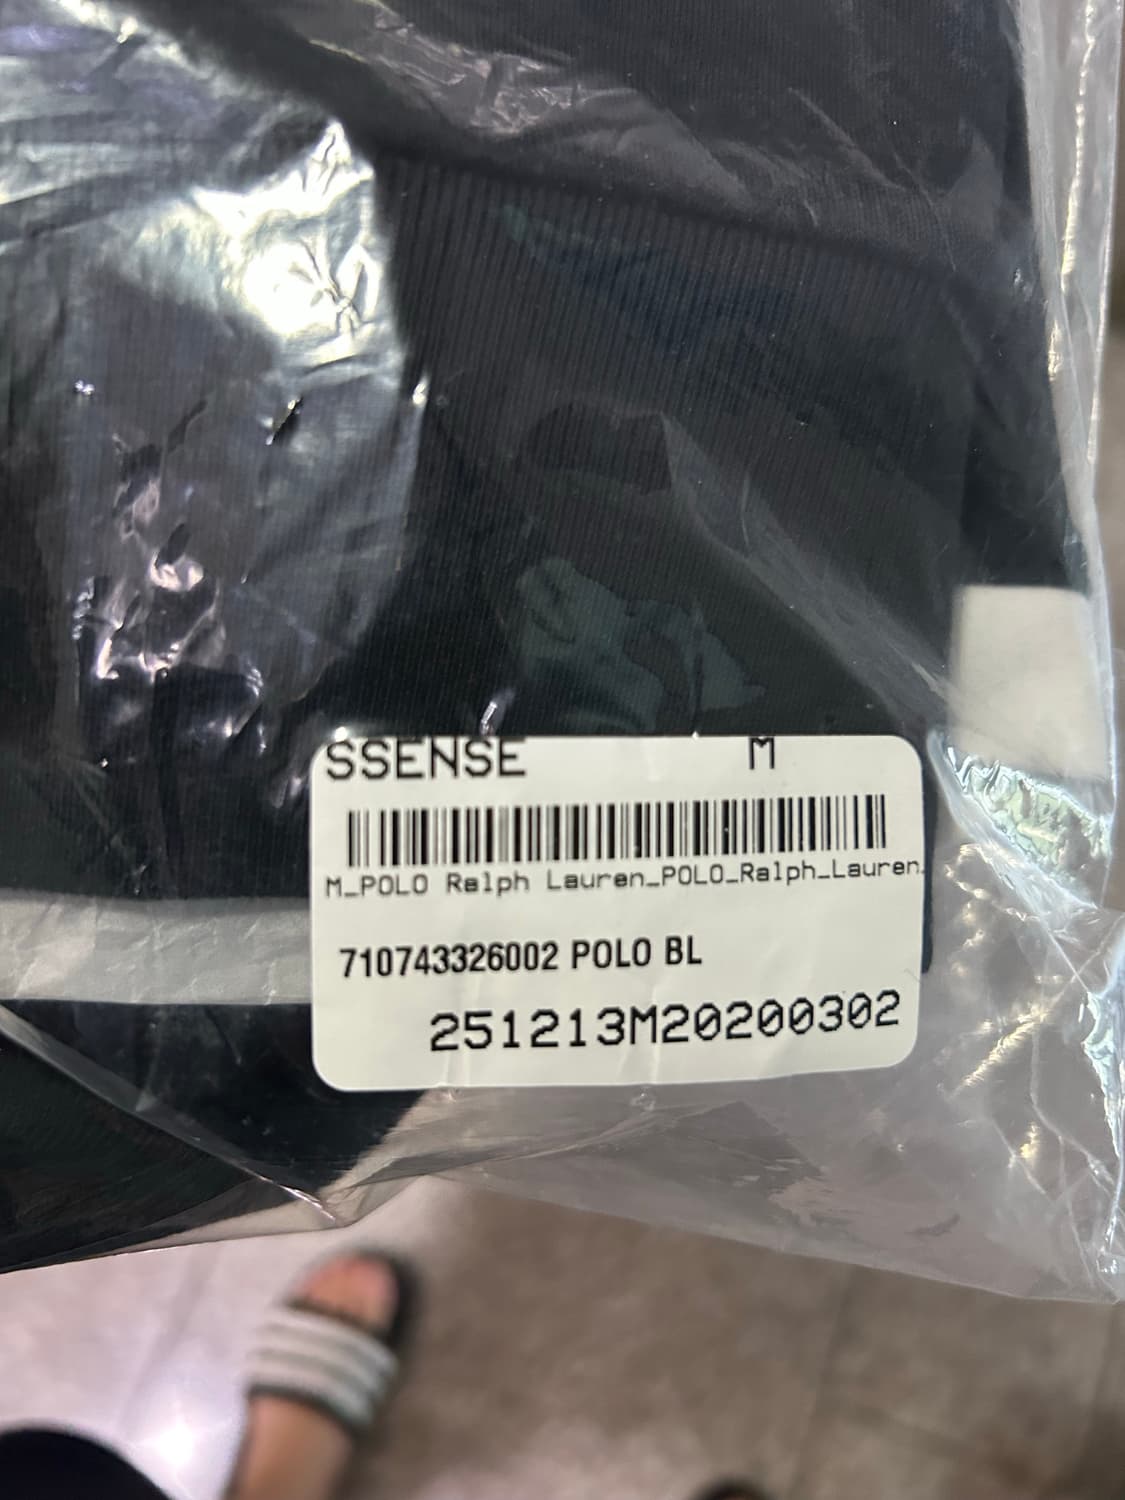 SSENSE M
M_POLO Ralph Lauren_POLO_Ralph_Lauren
710743326002 POLO BL
251213M20200302